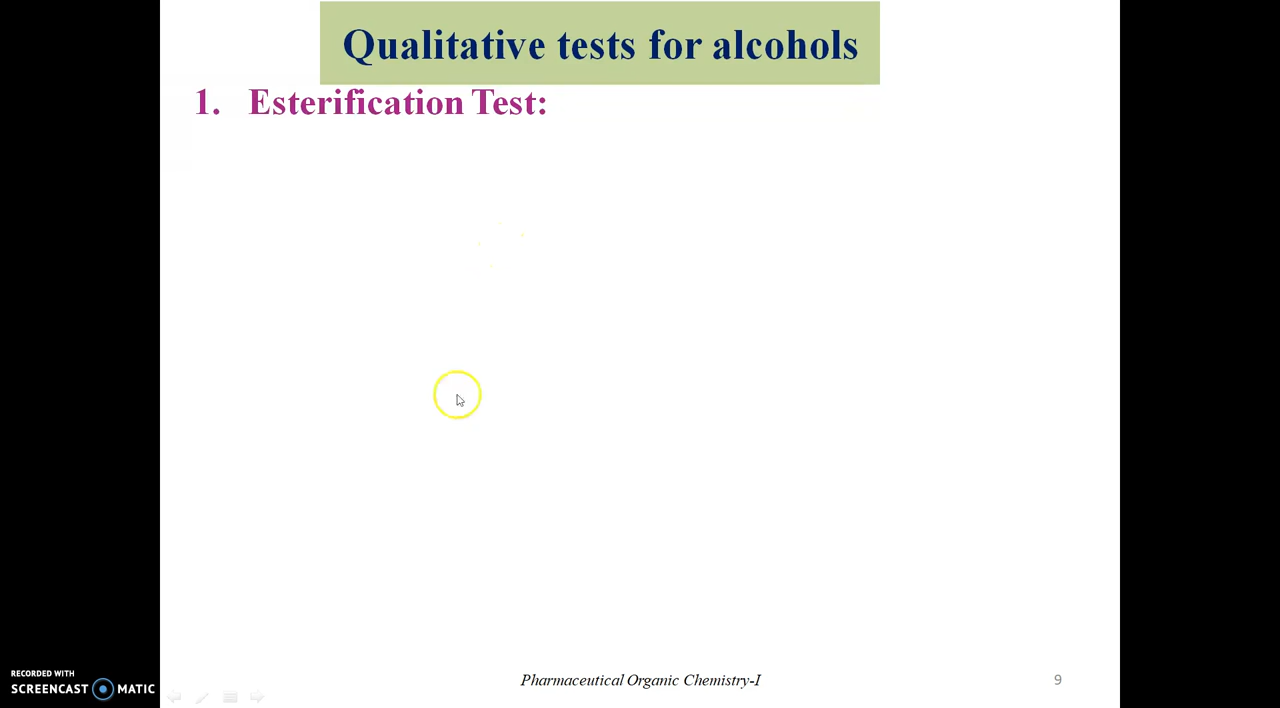 Qualitative tests for alcohols
1. Esterification Test:
RECORDED WITH
SCREENCAST MATIC
Pharmaceutical Organic Chemistry-I
9